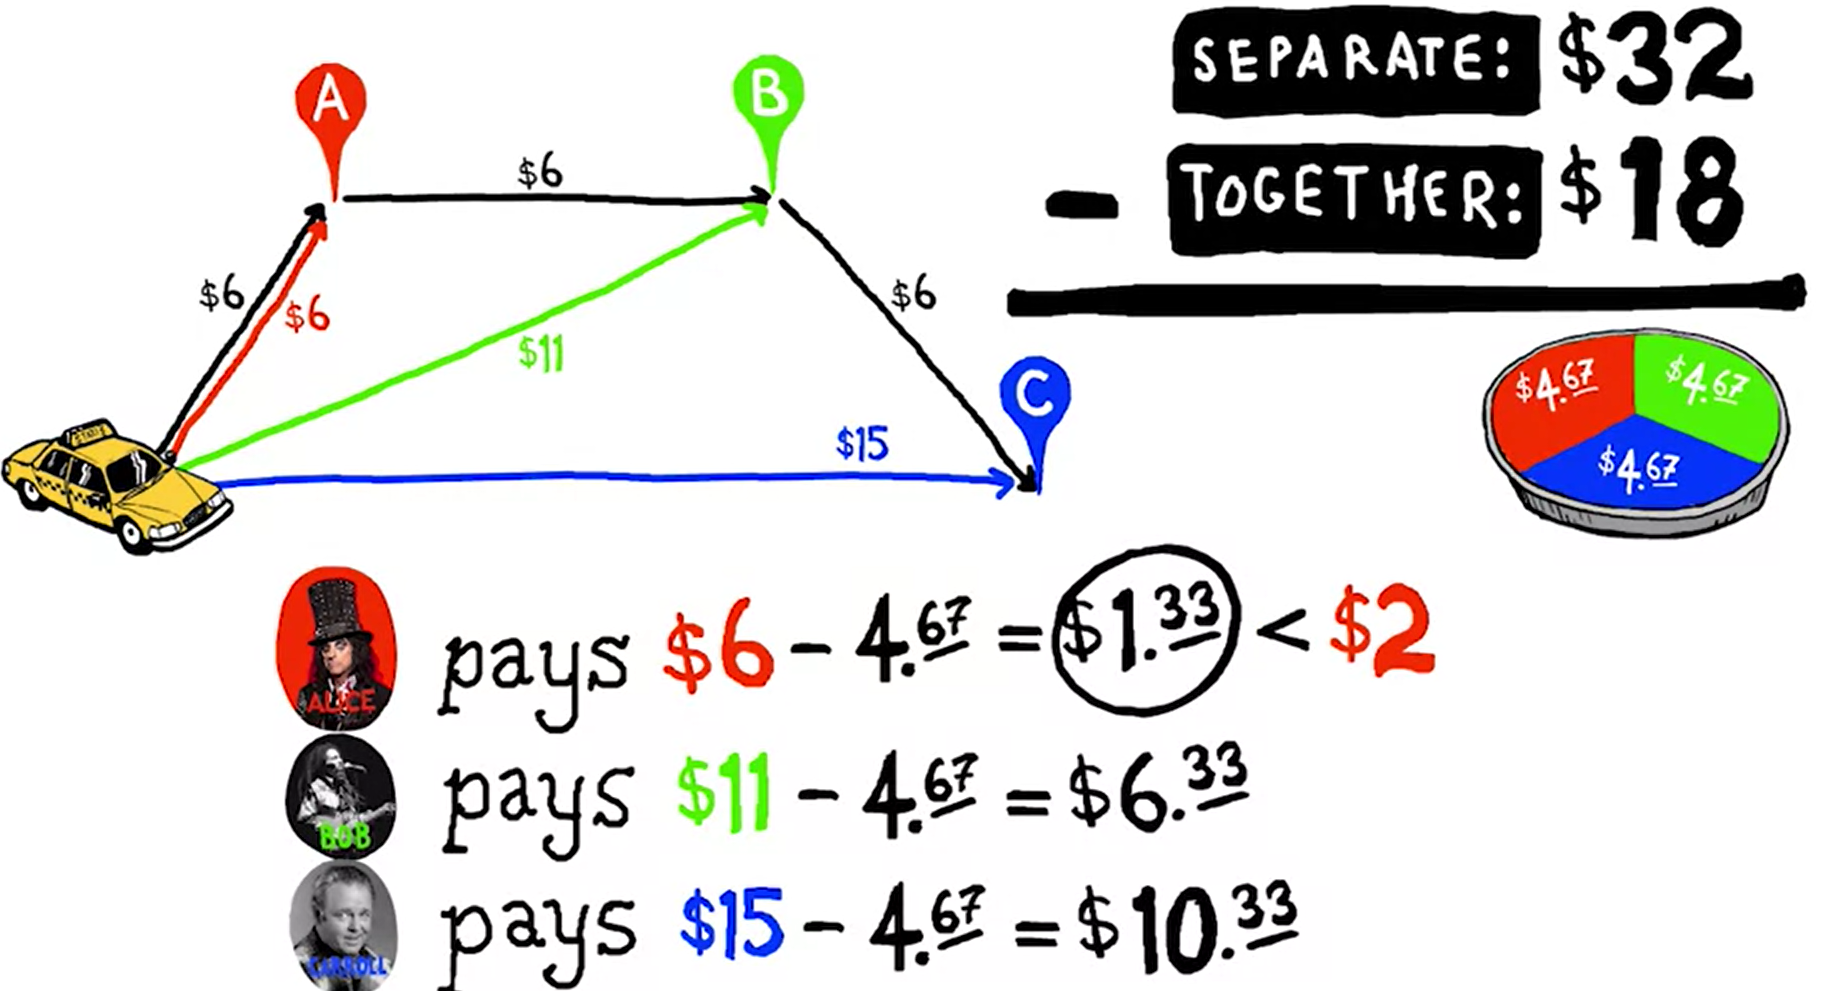 A
B
SEPARATE: $32
$6
TOGETHER: $18
-
$6
$6
$6
$11
C
$15
$4.67
$4.67
$4.67
ALICE
pays $6 - 4.67 = $1.33 < $2
BOB
pays $11 - 4.67 = $6.33
CARROLL
pays $15 - 4.67 = $10.33